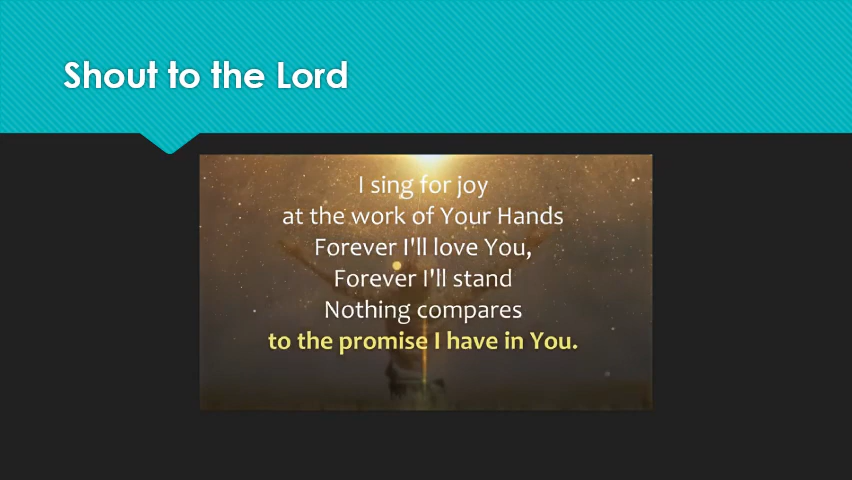 Shout to the Lord
I sing for joy
at the work of Your Hands
Forever I'll love You,
Forever I'll stand
Nothing compares
to the promise I have in You.